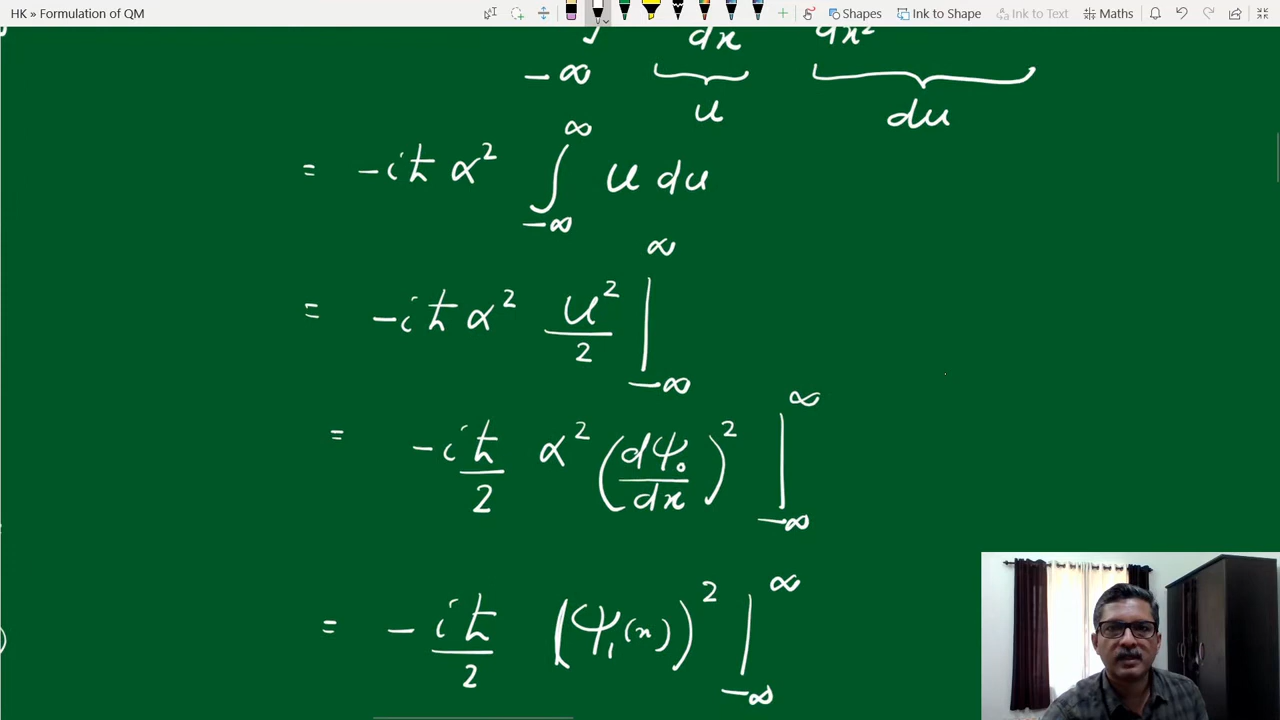 HK » Formulation of QM
Shapes Ink to Shape Ink to Text Maths
-∞ dx dx²
u du
= -iħ α² ∫_{-∞}^{∞} u du
= -iħ α² u²/2 |_{-∞}^{∞}
= -iħ/2 α² (dψ₀/dx)² |_{-∞}^{∞}
= -iħ/2 (ψ₁(x))² |_{-∞}^{∞}